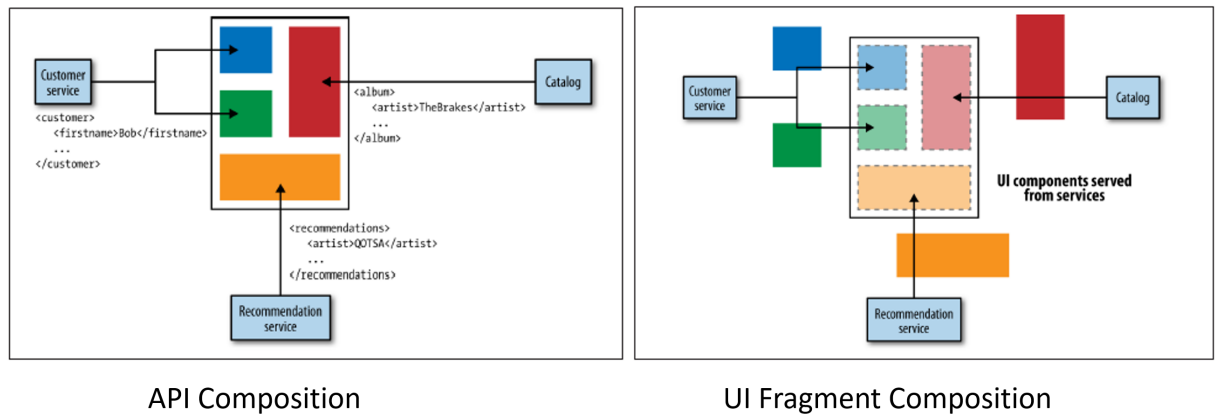 Customer
service
<customer>
<firstname>Bob</firstname>
...
</customer>
<album>
<artist>TheBrakes</artist>
...
</album>
Catalog
<recommendations>
<artist>QOTSA</artist>
...
</recommendations>
Recommendation
service
API Composition
Customer
service
Catalog
UI components served
from services
Recommendation
service
UI Fragment Composition